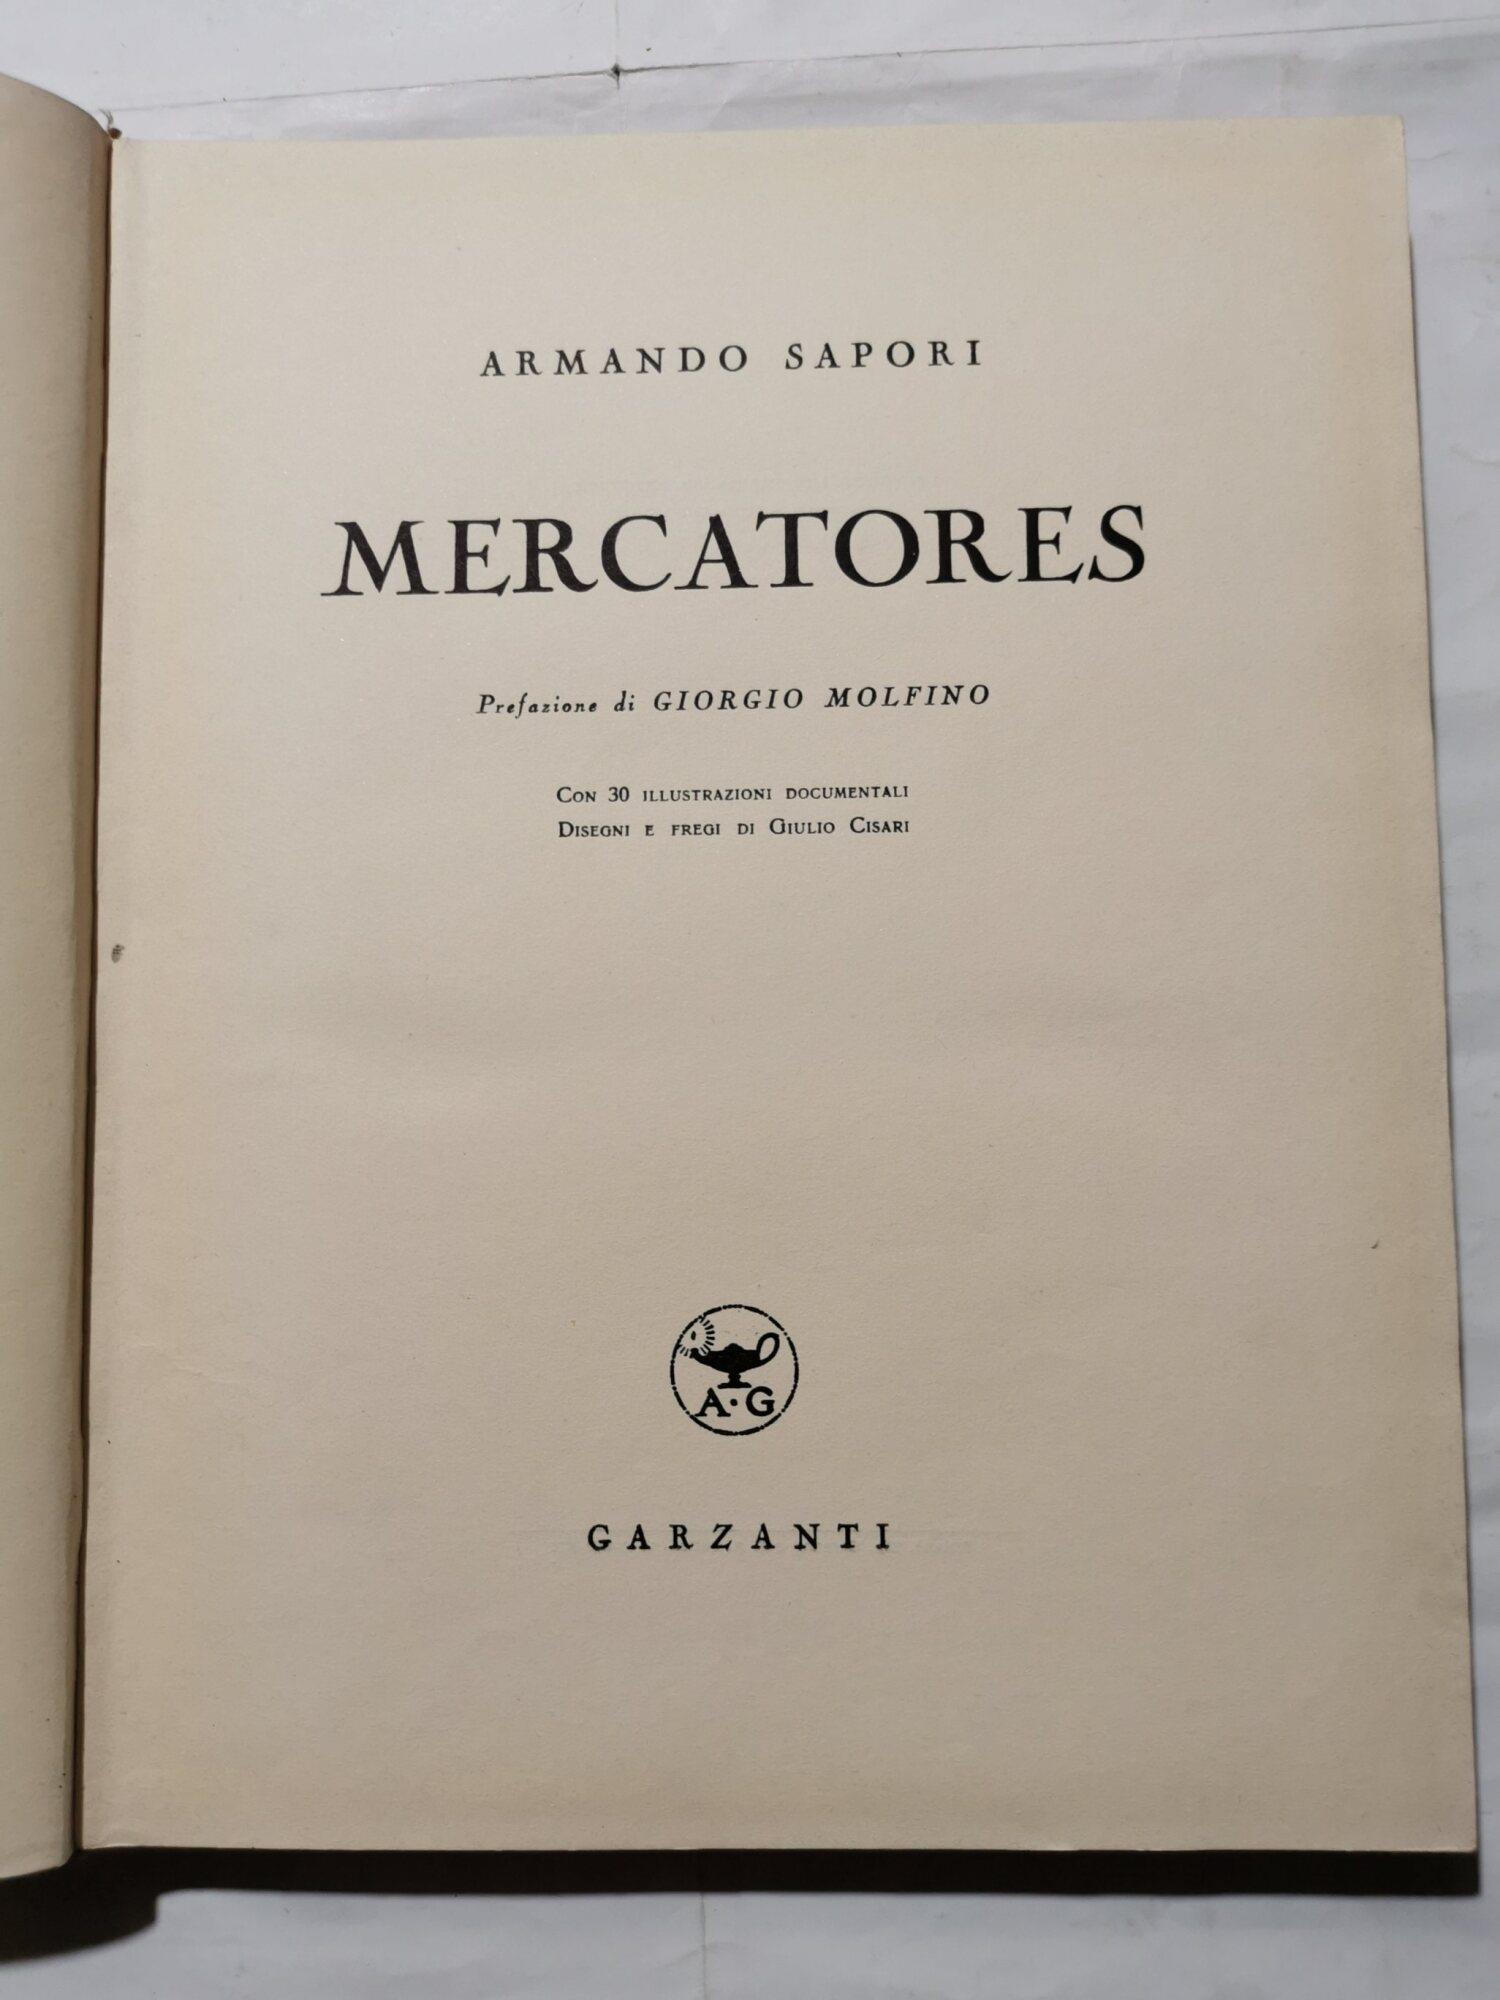 ARMANDO SAPORI
MERCATORES
Prefazione di GIORGIO MOLFINO
CON 30 ILLUSTRAZIONI DOCUMENTALI
DISEGNI E FREGI DI GIULIO CISARI
A·G
GARZANTI